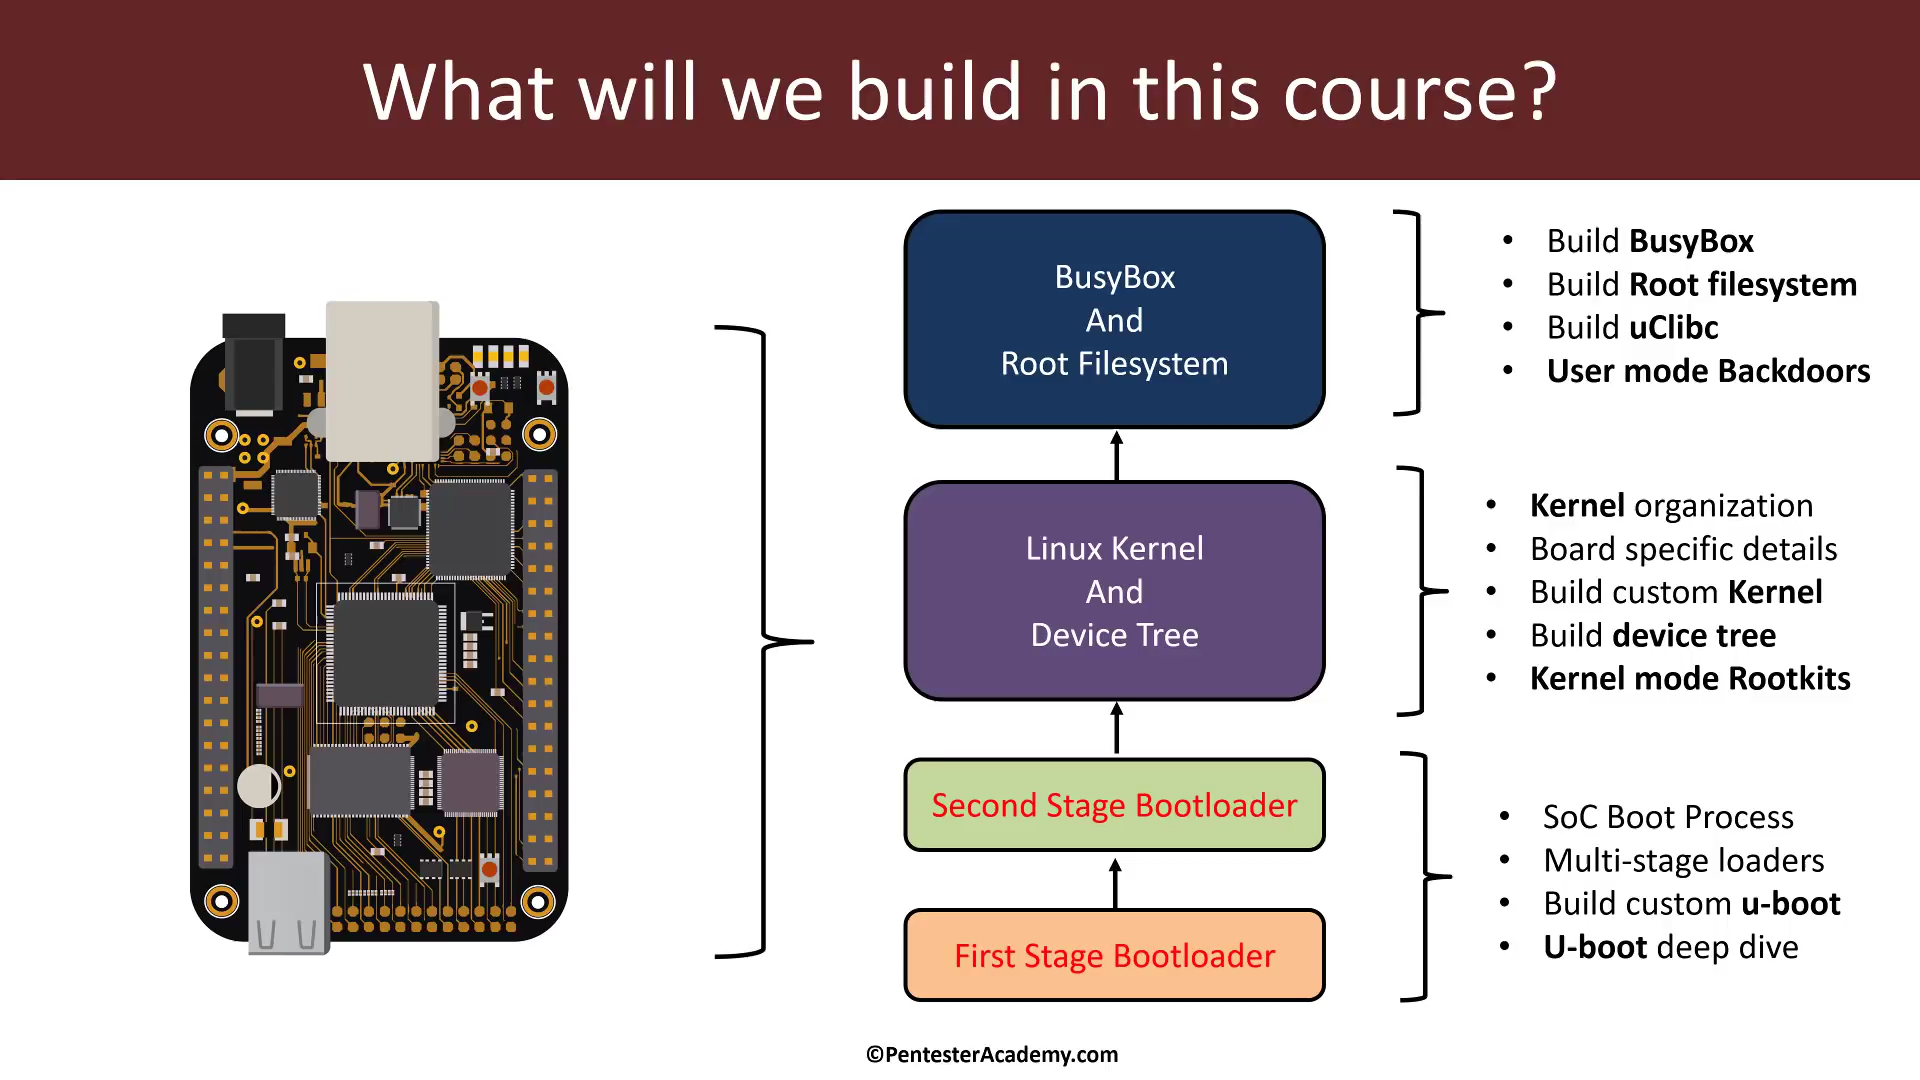 What will we build in this course?
BusyBox
And
Root Filesystem
• Build BusyBox
• Build Root filesystem
• Build uClibc
• User mode Backdoors
Linux Kernel
And
Device Tree
• Kernel organization
• Board specific details
• Build custom Kernel
• Build device tree
• Kernel mode Rootkits
Second Stage Bootloader
First Stage Bootloader
• SoC Boot Process
• Multi-stage loaders
• Build custom u-boot
• U-boot deep dive
©PentesterAcademy.com